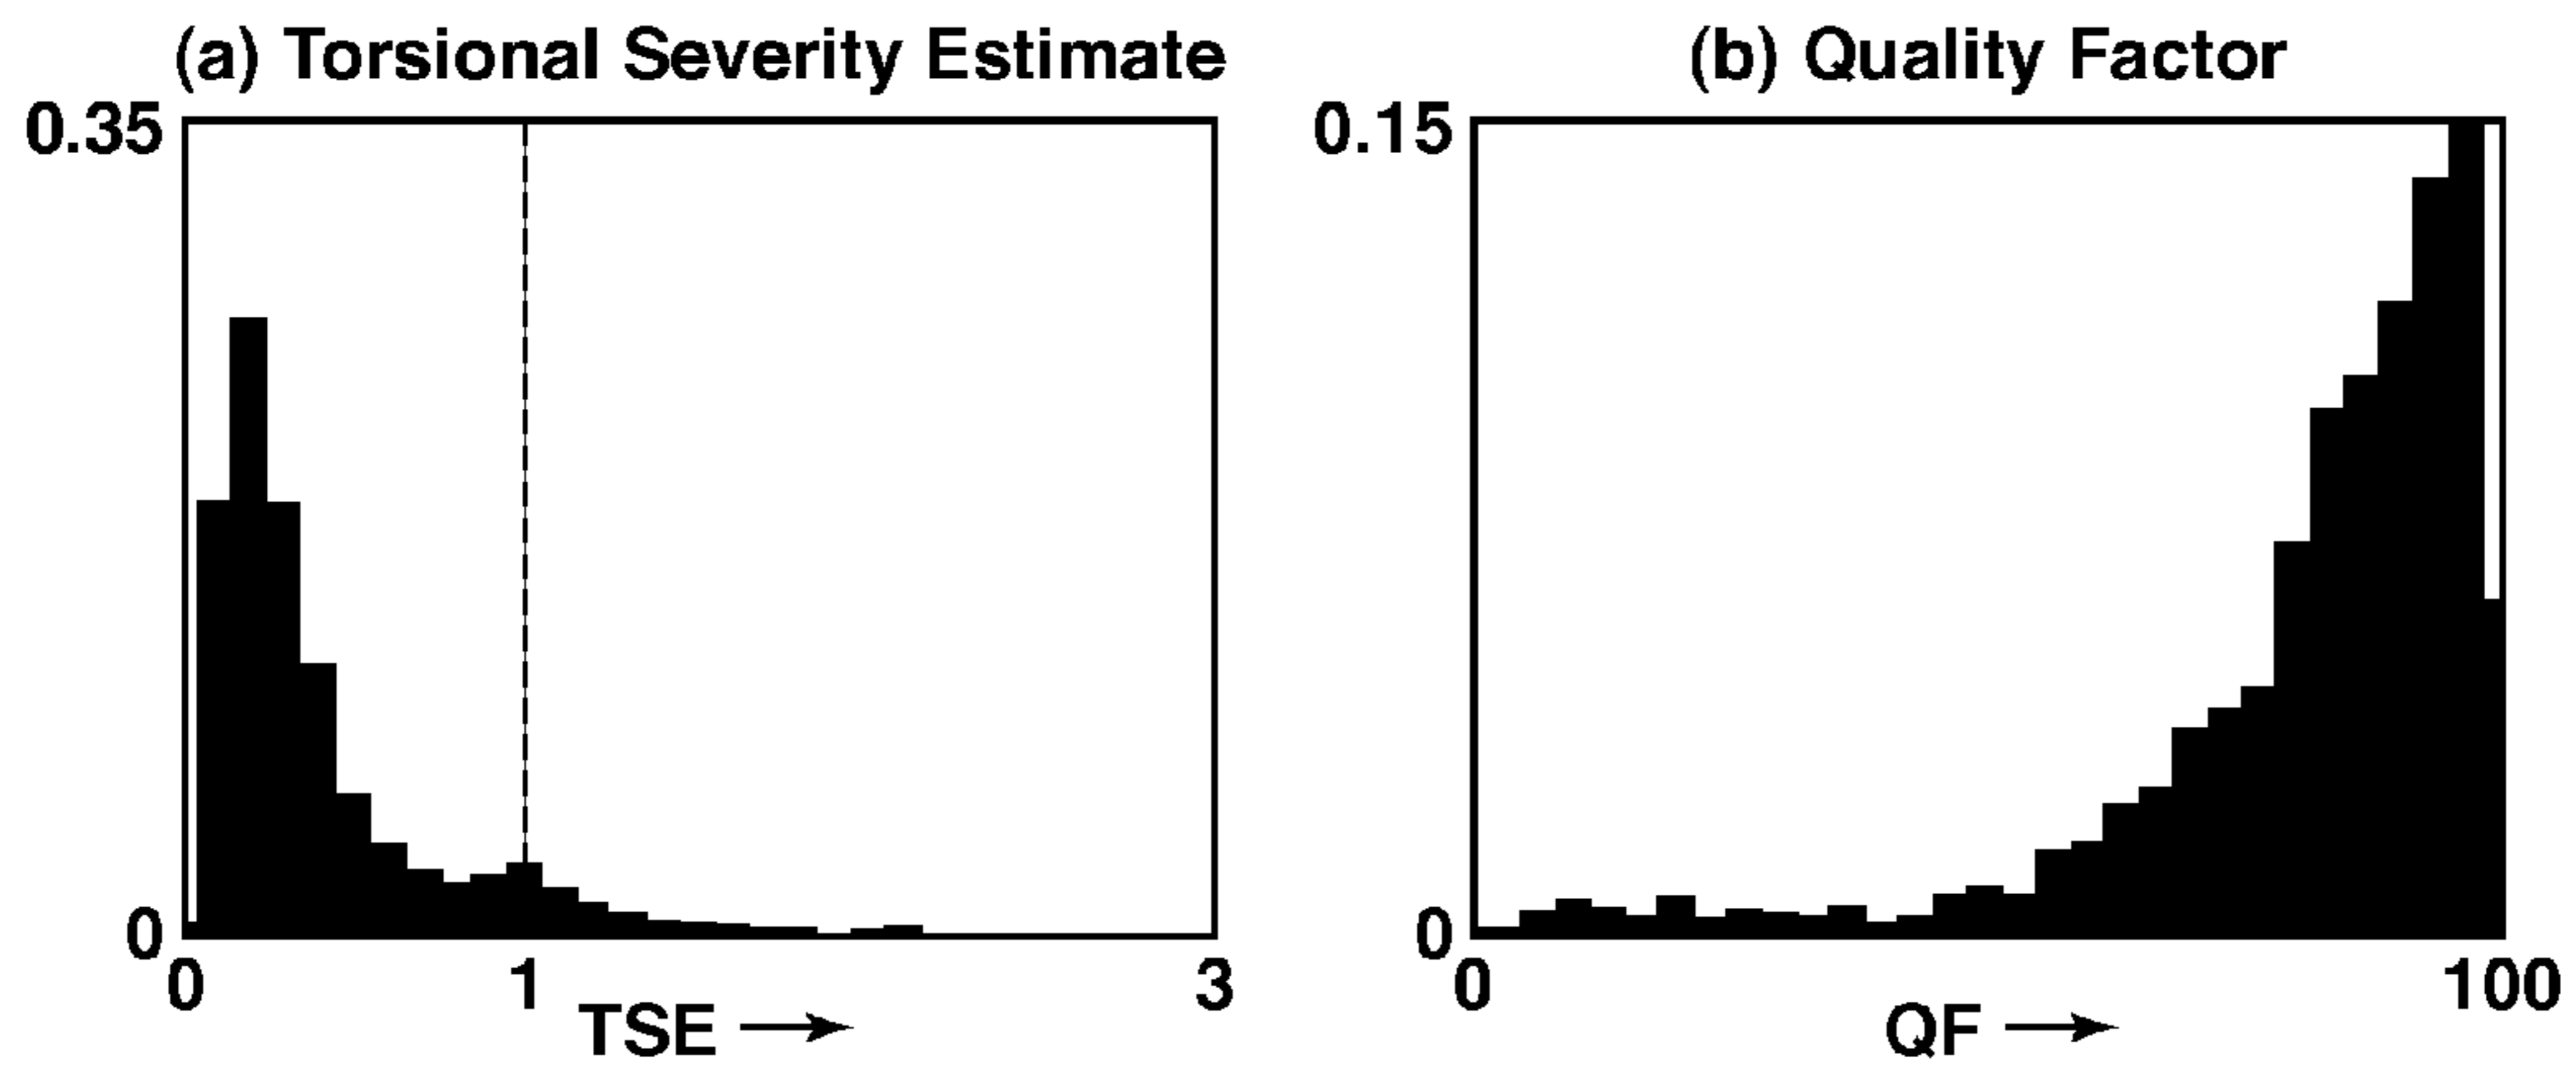 (a) Torsional Severity Estimate
0.35
0
0
1
3
TSE
(b) Quality Factor
0.15
0
0
100
QF